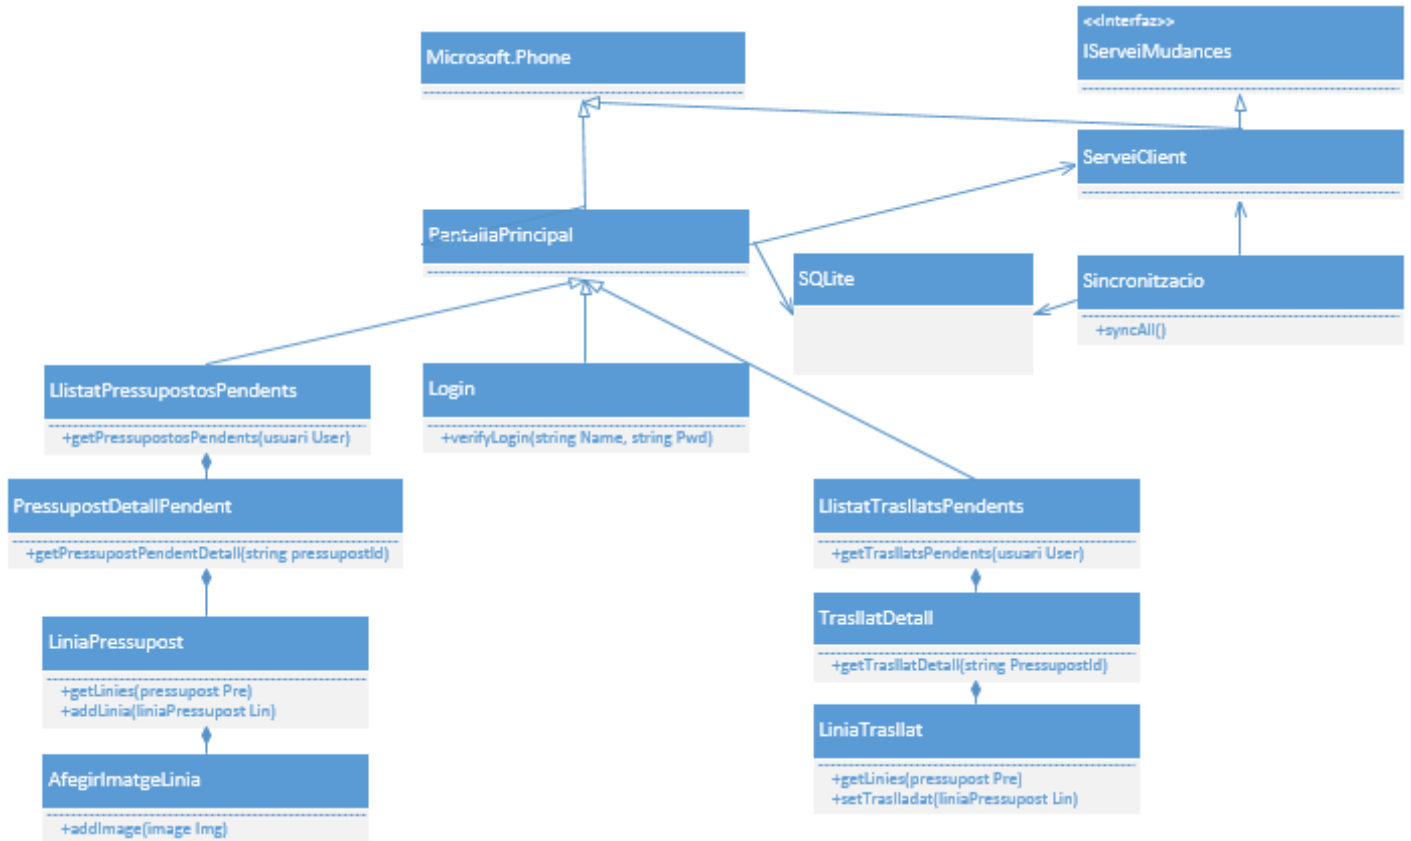 <<Interfaz>>
IServeiMudances
Microsoft.Phone
ServeiClient
PantallaPrincipal
SQLite
Sincronitzacio
+syncAll()
LlistatPressupostosPendents
+getPressupostosPendents(usuari User)
Login
+verifyLogin(string Name, string Pwd)
PressupostDetallPendent
+getPressupostPendentDetall(string pressupostId)
LlistatTrasllatsPendents
+getTrasllatsPendents(usuari User)
LiniaPressupost
+getLinies(pressupost Pre)
+addLinia(liniaPressupost Lin)
TrasllatDetall
+getTrasllatDetall(string PressupostId)
AfegirImatgeLinia
+addImage(image Img)
LiniaTrasllat
+getLinies(pressupost Pre)
+setTraslladat(liniaPressupost Lin)